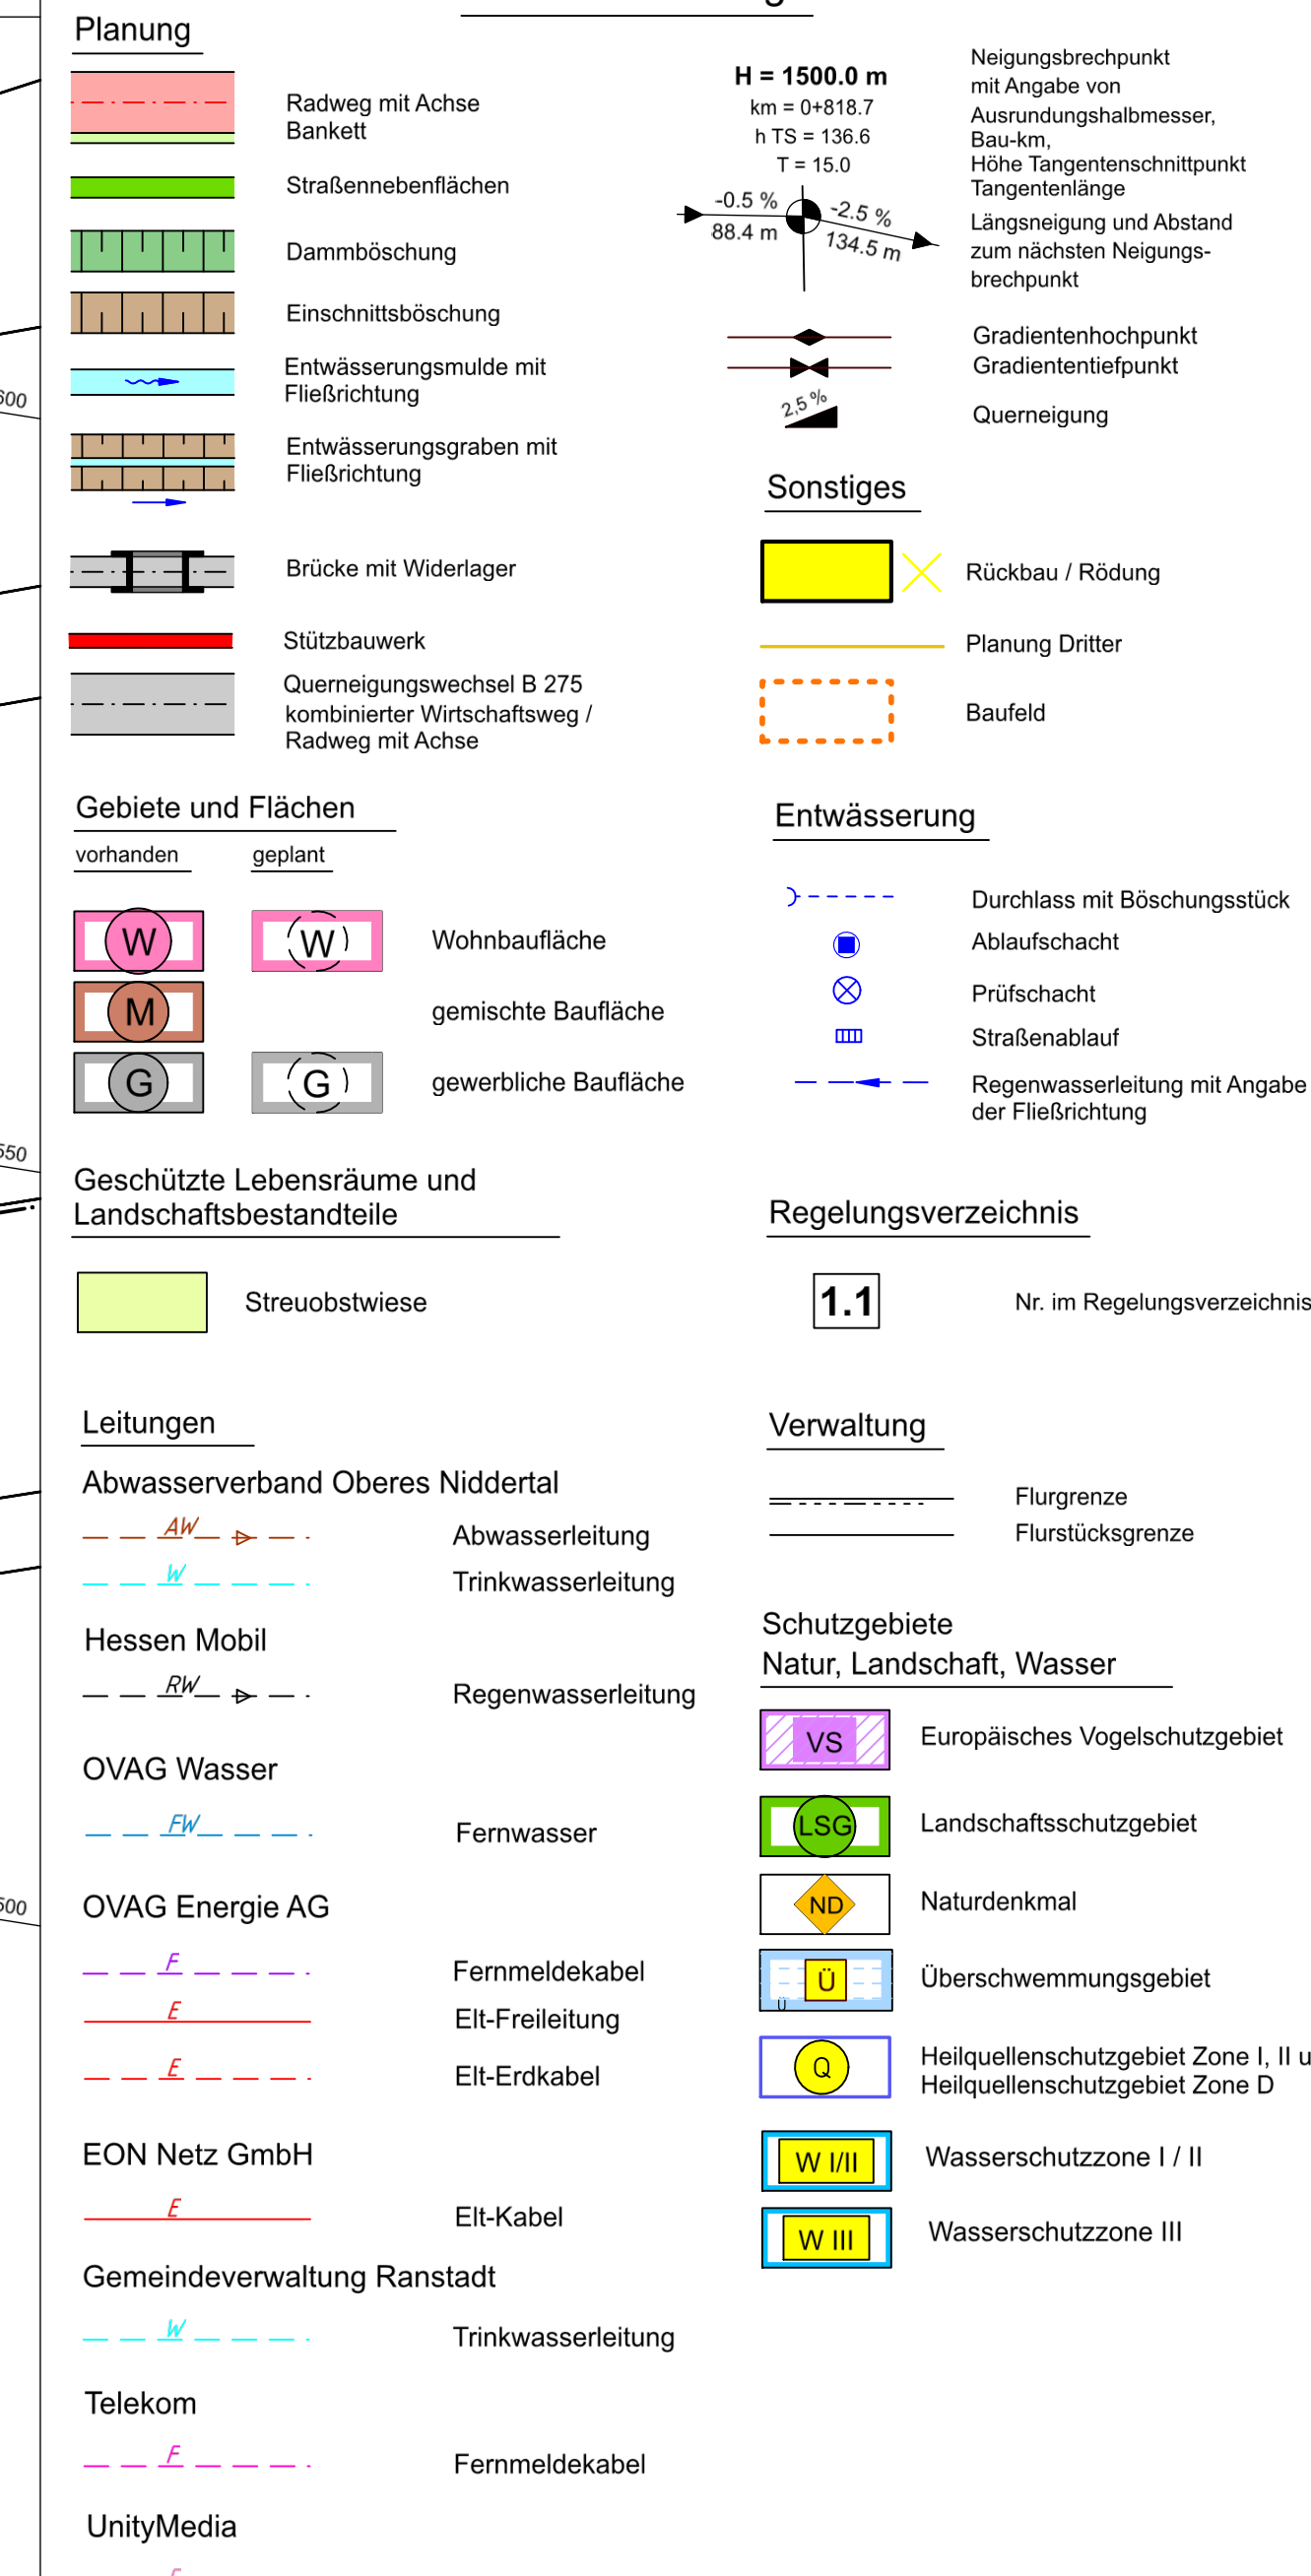 Planung
Radweg mit Achse
Bankett
Straßennebenflächen
Dammböschung
Einschnittsböschung
Entwässerungsmulde mit
Fließrichtung
Entwässerungsgraben mit
Fließrichtung
Brücke mit Widerlager
Stützbauwerk
Querneigungswechsel B 275
kombinierter Wirtschaftsweg /
Radweg mit Achse
H = 1500.0 m
km = 0+818.7
h TS = 136.6
T = 15.0
-0.5 %
88.4 m
-2.5 %
134.5 m
Neigungsbrechpunkt
mit Angabe von
Ausrundungshalbmesser,
Bau-km,
Höhe Tangentenschnittpunkt
Tangentenlänge
Längsneigung und Abstand
zum nächsten Neigungs-
brechpunkt
Gradientenhochpunkt
Gradiententiefpunkt
2,5 %
Querneigung
Sonstiges
Rückbau / Rödung
Planung Dritter
Baufeld
Gebiete und Flächen
vorhanden geplant
W W Wohnbaufläche
M gemischte Baufläche
G G gewerbliche Baufläche
Entwässerung
Durchlass mit Böschungsstück
Ablaufschacht
Prüfschacht
Straßenablauf
Regenwasserleitung mit Angabe
der Fließrichtung
Geschützte Lebensräume und
Landschaftsbestandteile
Streuobstwiese
Regelungsverzeichnis
1.1 Nr. im Regelungsverzeichnis
Leitungen
Abwasserverband Oberes Niddertal
AW Abwasserleitung
W Trinkwasserleitung
Hessen Mobil
RW Regenwasserleitung
OVAG Wasser
FW Fernwasser
OVAG Energie AG
F Fernmeldekabel
E Elt-Freileitung
E Elt-Erdkabel
EON Netz GmbH
E Elt-Kabel
Gemeindeverwaltung Ranstadt
W Trinkwasserleitung
Telekom
F Fernmeldekabel
UnityMedia
Verwaltung
Flurgrenze
Flurstücksgrenze
Schutzgebiete
Natur, Landschaft, Wasser
VS Europäisches Vogelschutzgebiet
LSG Landschaftsschutzgebiet
ND Naturdenkmal
Ü Ü Überschwemmungsgebiet
Q Heilquellenschutzgebiet Zone I, II u
Heilquellenschutzgebiet Zone D
W I/II Wasserschutzzone I / II
W III Wasserschutzzone III
600
550
500